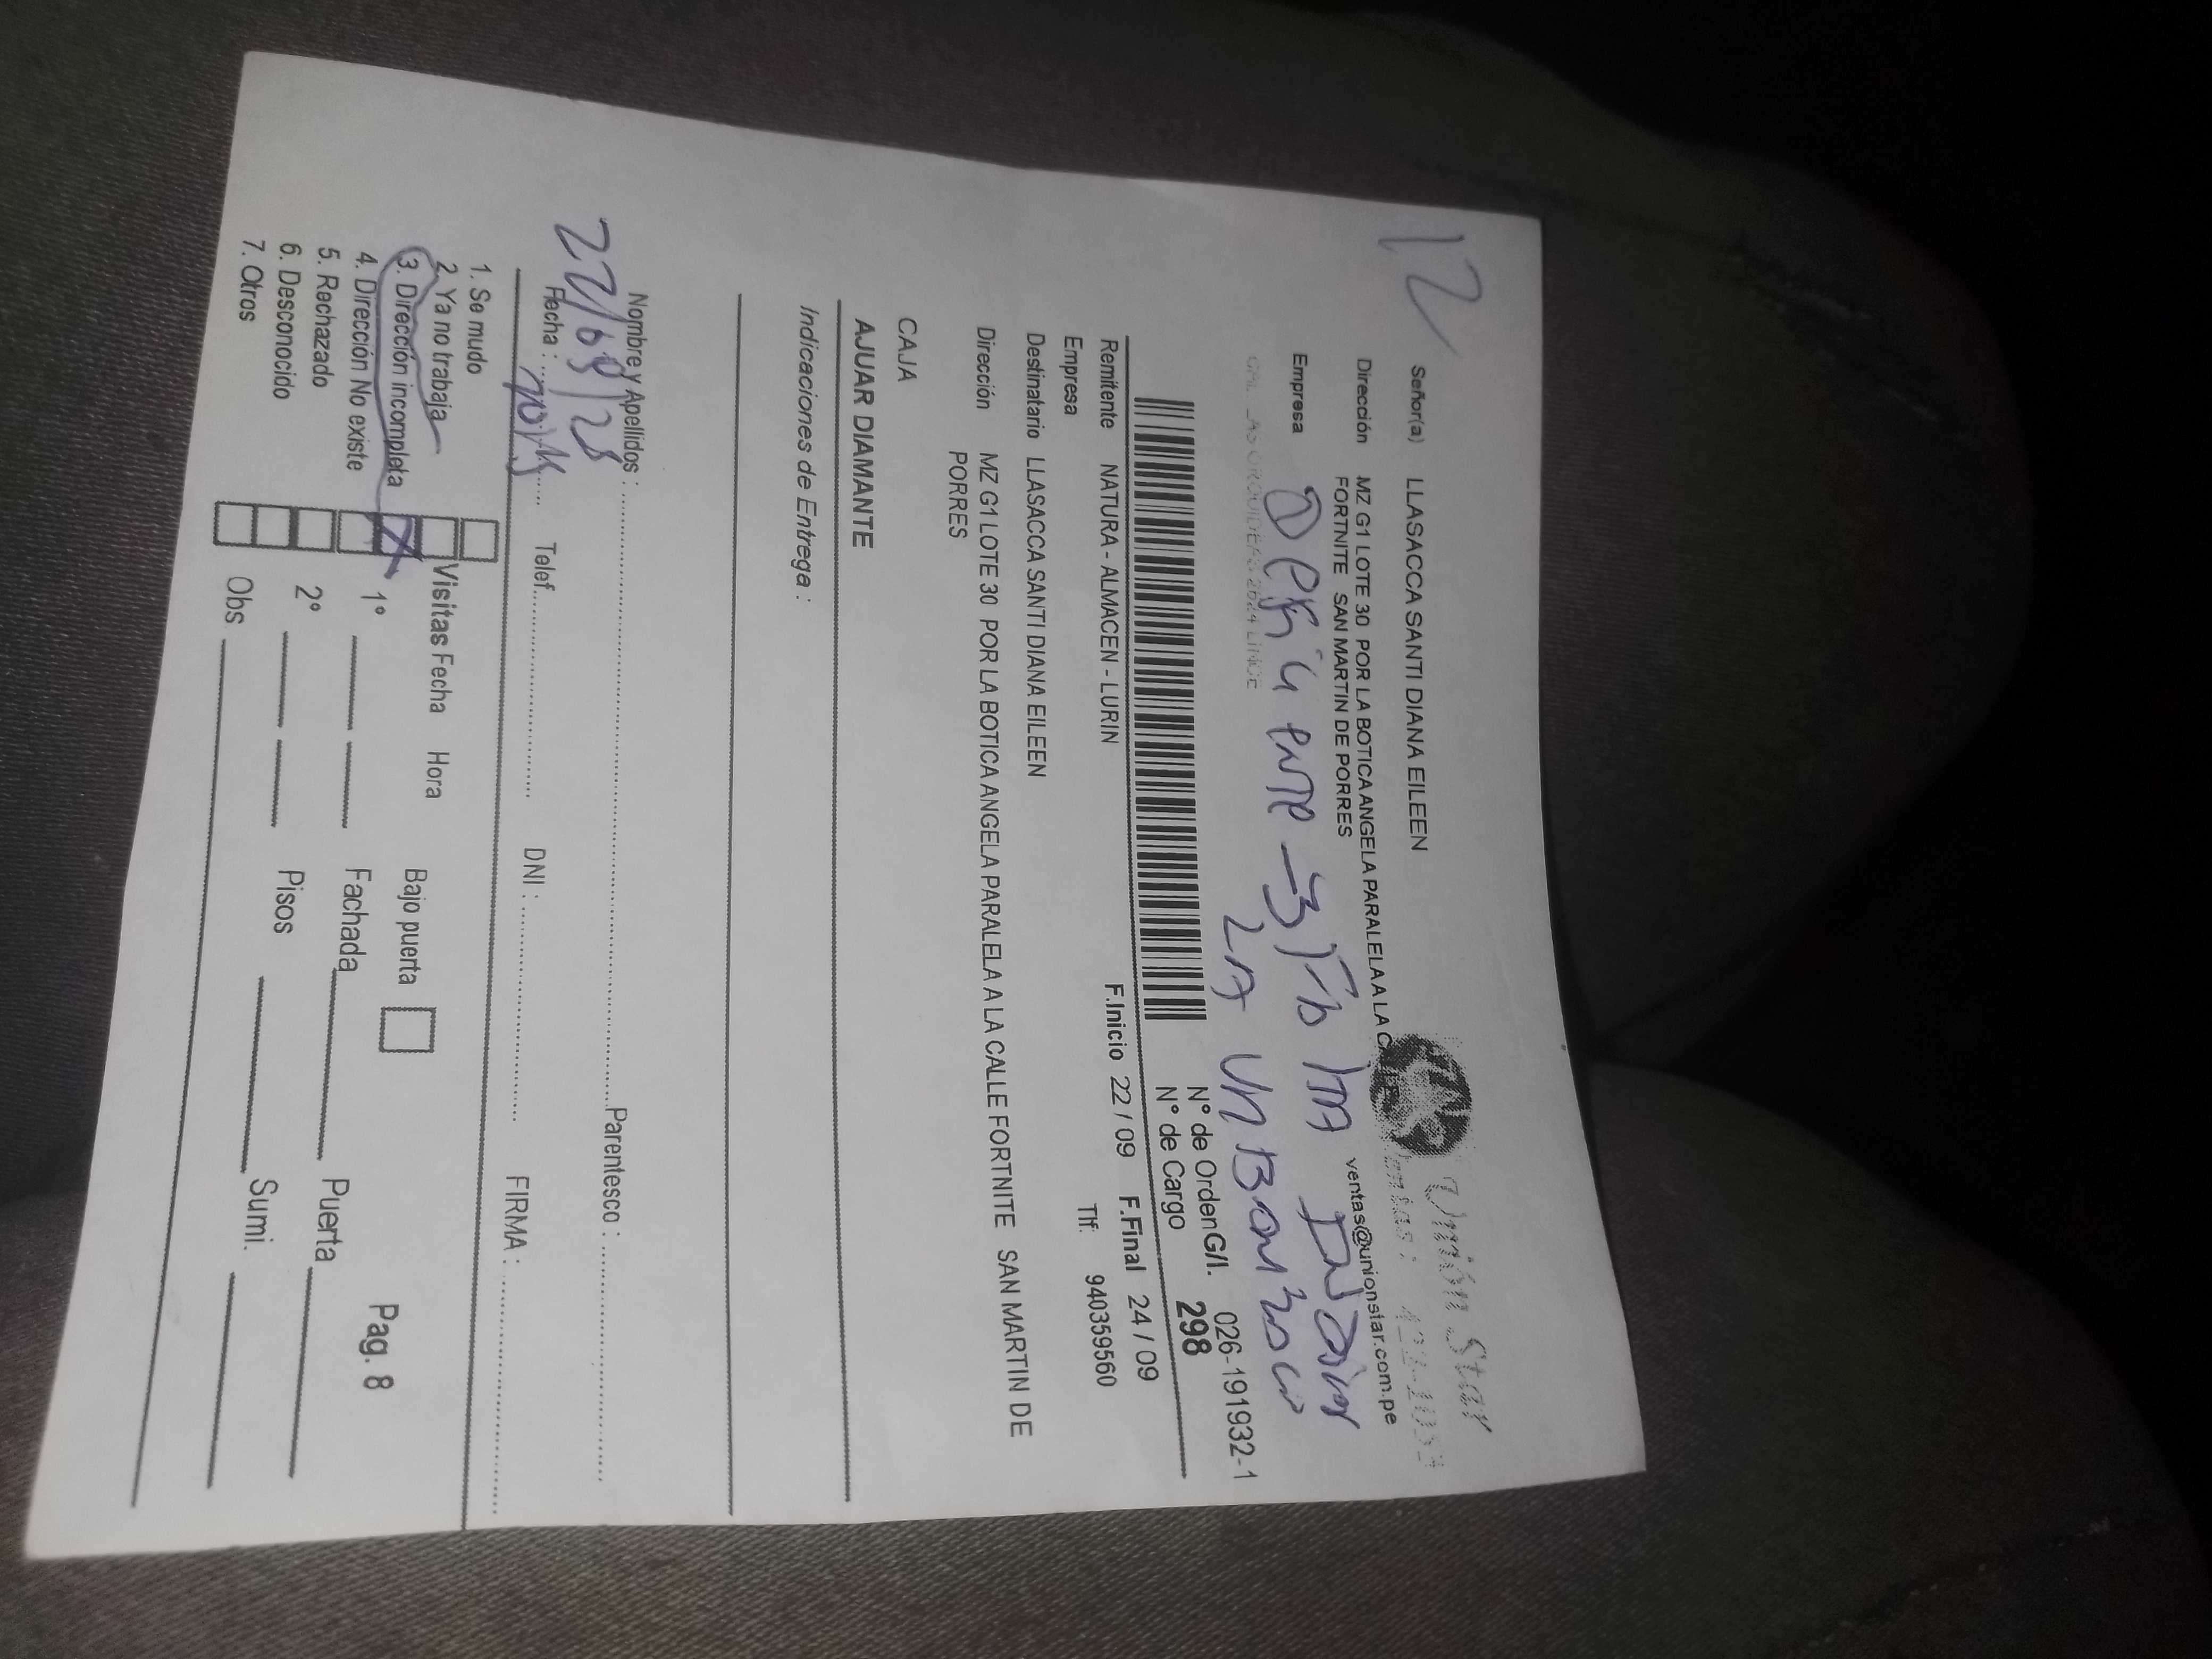 12
Unión Star
Señor(a) LLASACCA SANTI DIANA EILEEN
Dirección MZ G1 LOTE 30 POR LA BOTICA ANGELA PARALELA A LA CALLE
FORTNITE SAN MARTIN DE PORRES
ventas@unionstar.com.pe
Empresa
LA
N° de OrdenG/I. 026-191932-1
N° de Cargo 298
Remitente NATURA - ALMACEN - LURIN F.Inicio 22 / 09 F.Final 24 / 09
Empresa Tlf: 940359560
Destinatario LLASACCA SANTI DIANA EILEEN
Dirección MZ G1 LOTE 30 POR LA BOTICA ANGELA PARALELA A LA CALLE FORTNITE SAN MARTIN DE
PORRES
CAJA
AJUAR DIAMANTE
Indicaciones de Entrega :
Nombre y Apellidos : Parentesco :
Fecha : Telef. DNI : FIRMA :
1. Se mudo
2. Ya no trabaja
3. Dirección incompleta X
4. Dirección No existe
5. Rechazado
6. Desconocido
7. Otros
Visitas Fecha Hora Bajo puerta
1° Fachada Puerta Pag. 8
2° Pisos Sumi.
Obs